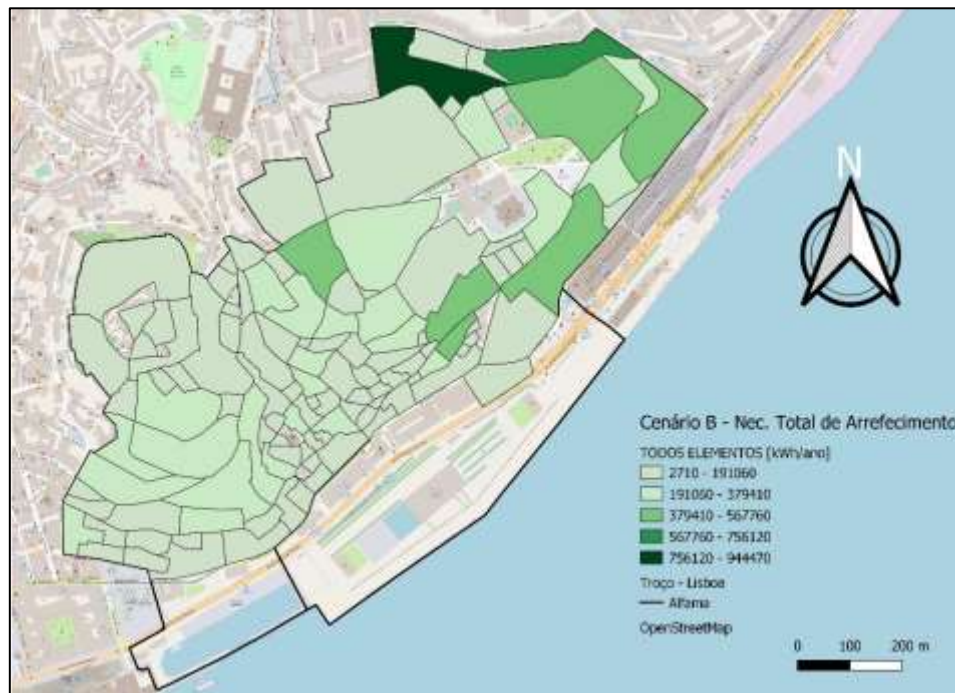 N
Cenário B - Nec. Total de Arrefecimento
TODOS ELEMENTOS [kWh/ano]
2710 - 191060
191060 - 379410
379410 - 567760
567760 - 756120
756120 - 944470
Troço - Lisboa
Alfama
OpenStreetMap
0 100 200 m